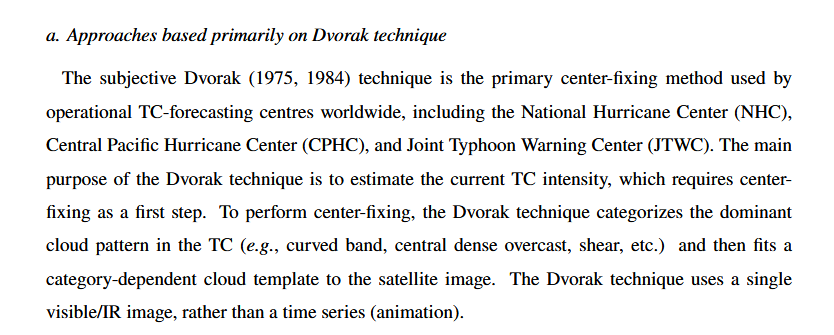 a. Approaches based primarily on Dvorak technique
The subjective Dvorak (1975, 1984) technique is the primary center-fixing method used by
operational TC-forecasting centres worldwide, including the National Hurricane Center (NHC),
Central Pacific Hurricane Center (CPHC), and Joint Typhoon Warning Center (JTWC). The main
purpose of the Dvorak technique is to estimate the current TC intensity, which requires center-
fixing as a first step. To perform center-fixing, the Dvorak technique categorizes the dominant
cloud pattern in the TC (e.g., curved band, central dense overcast, shear, etc.) and then fits a
category-dependent cloud template to the satellite image. The Dvorak technique uses a single
visible/IR image, rather than a time series (animation).